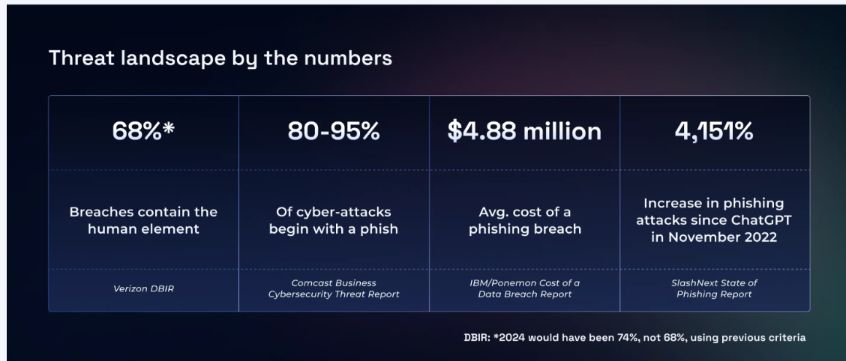 Threat landscape by the numbers
68%*
80-95%
$4.88 million
4,151%
Breaches contain the
human element
Of cyber-attacks
begin with a phish
Avg. cost of a
phishing breach
Increase in phishing
attacks since ChatGPT
in November 2022
Verizon DBIR
Comcast Business
Cybersecurity Threat Report
IBM/Ponemon Cost of a
Data Breach Report
SlashNext State of
Phishing Report
DBIR: *2024 would have been 74%, not 68%, using previous criteria